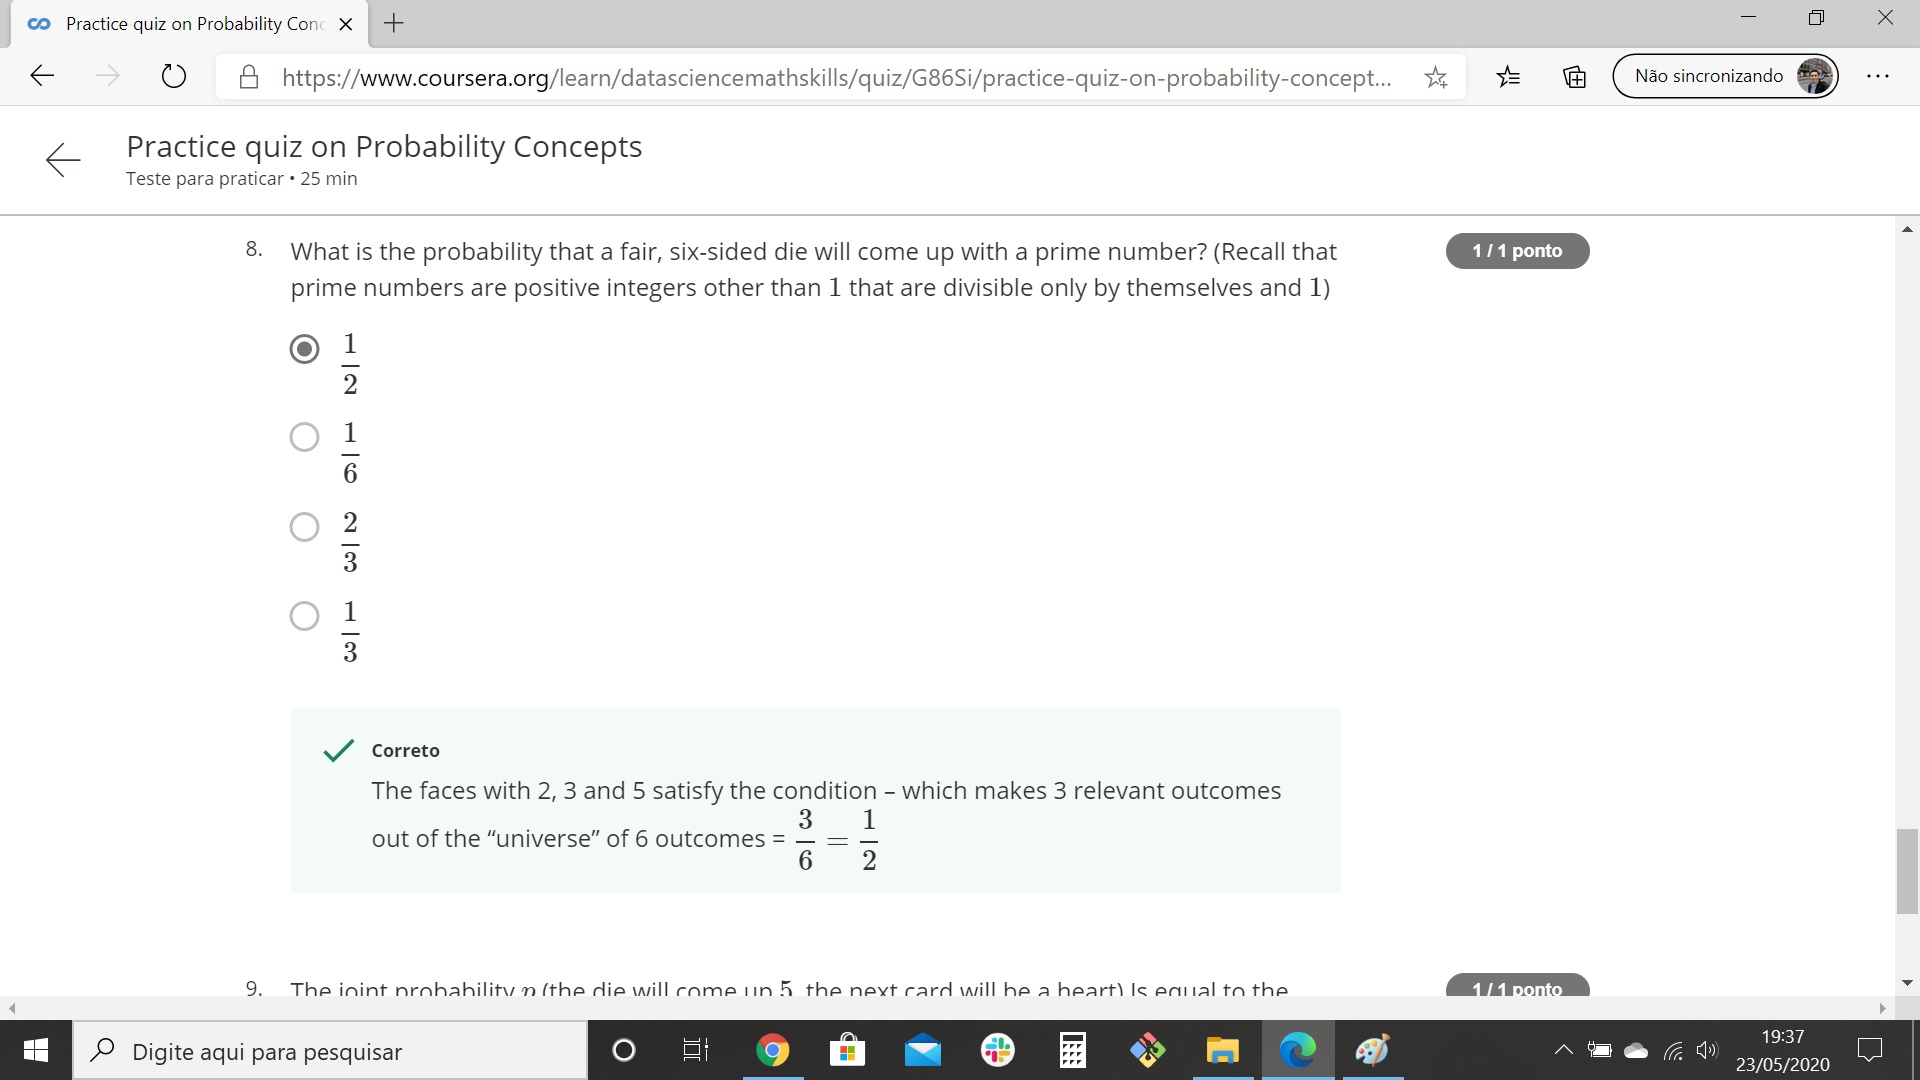 Practice quiz on Probability Conc
https://www.coursera.org/learn/datasciencemathskills/quiz/G86Si/practice-quiz-on-probability-concept...
Não sincronizando
Practice quiz on Probability Concepts
Teste para praticar • 25 min
8. What is the probability that a fair, six-sided die will come up with a prime number? (Recall that
prime numbers are positive integers other than 1 that are divisible only by themselves and 1)
1 / 1 ponto
1/2
1/6
2/3
1/3
Correto
The faces with 2, 3 and 5 satisfy the condition – which makes 3 relevant outcomes
out of the “universe” of 6 outcomes = 3/6 = 1/2
9. The joint probability p (the die will come up 5, the next card will be a heart) Is equal to the
1 / 1 ponto
Digite aqui para pesquisar
19:37
23/05/2020